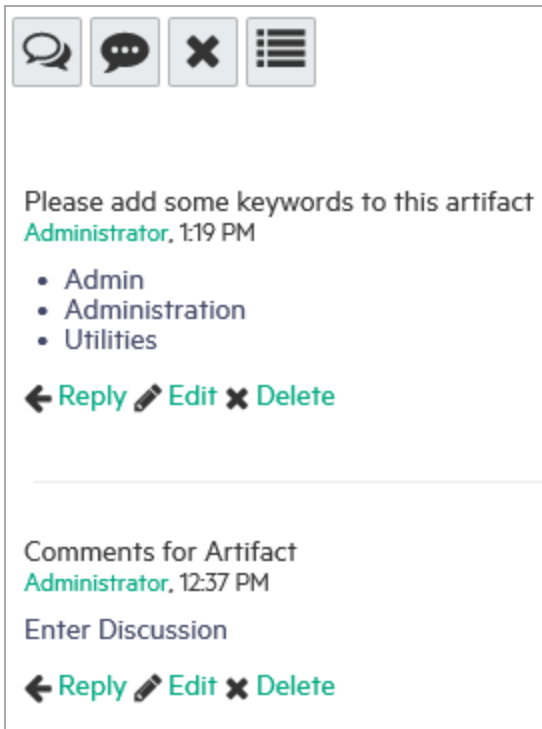 Please add some keywords to this artifact
Administrator, 1:19 PM
• Admin
• Administration
• Utilities
Reply Edit Delete
Comments for Artifact
Administrator, 12:37 PM
Enter Discussion
Reply Edit Delete